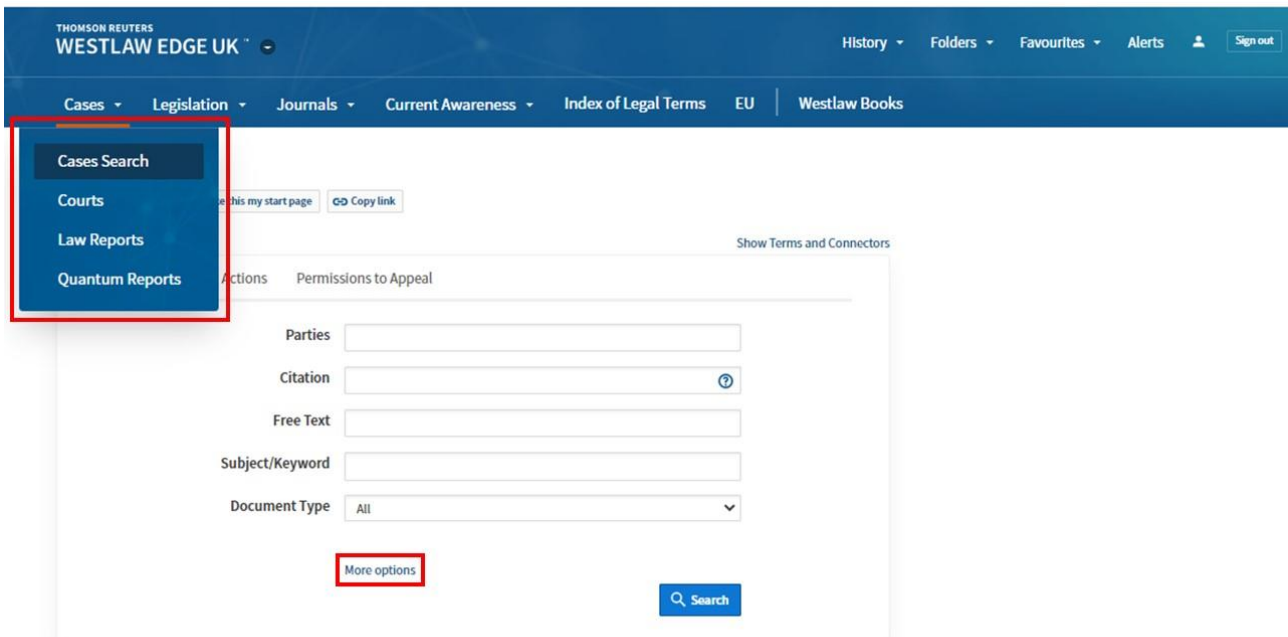 THOMSON REUTERS
WESTLAW EDGE UK™
History Folders Favourites Alerts Sign out
Cases Legislation Journals Current Awareness Index of Legal Terms EU Westlaw Books
Cases Search
Courts
Law Reports
Quantum Reports
this my start page Copy link
Show Terms and Connectors
Actions Permissions to Appeal
Parties
Citation
Free Text
Subject/Keyword
Document Type All
More options
Search